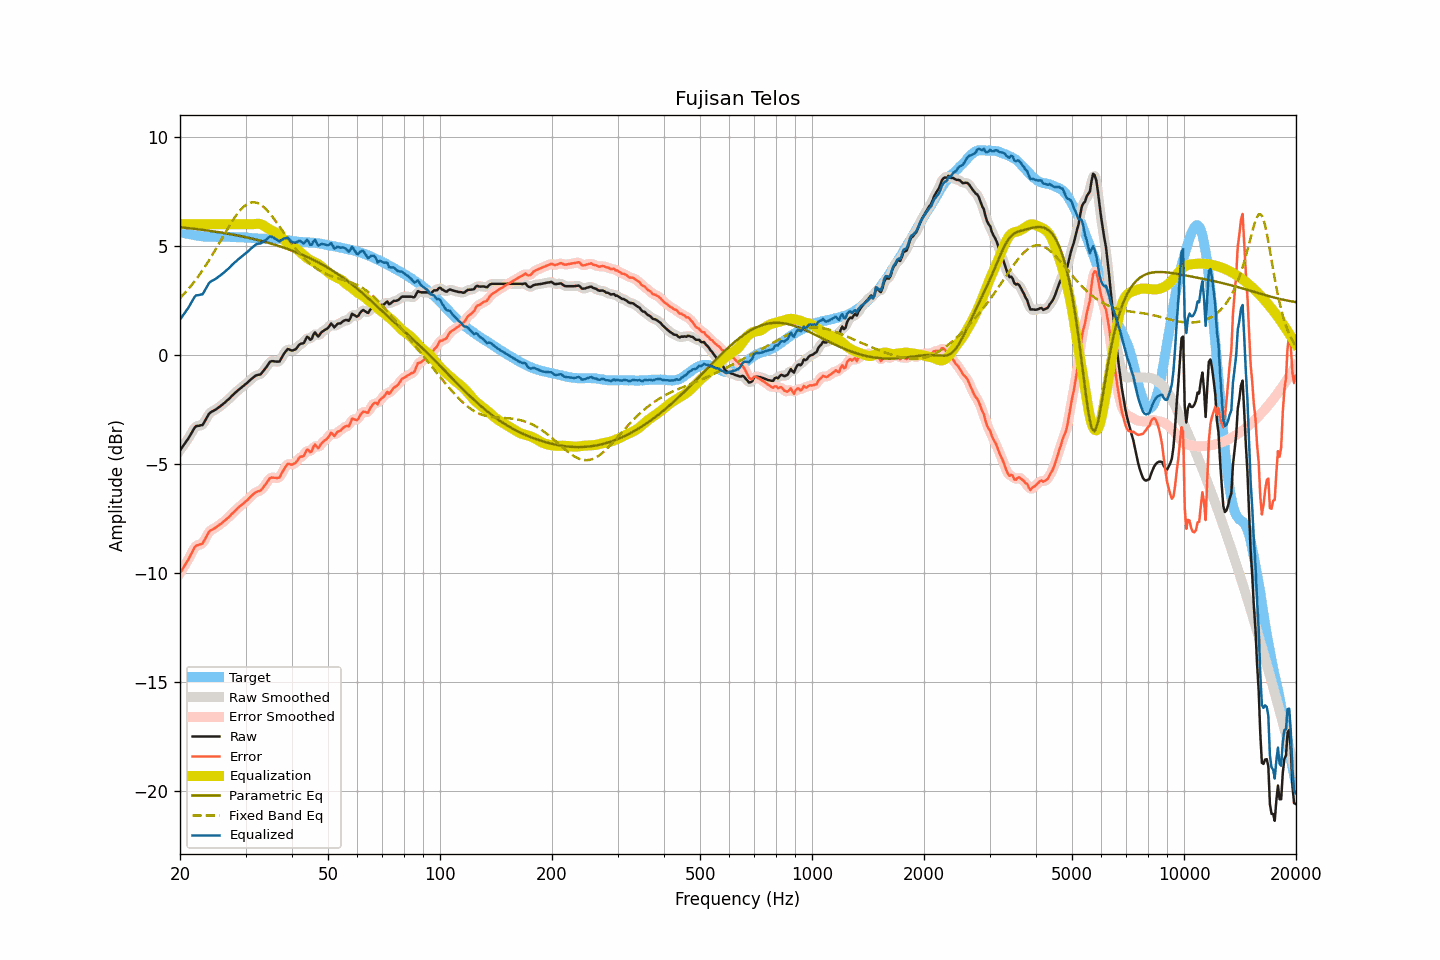 Fujisan Telos
10
5
0
−5
−10
−15
−20
Amplitude (dBr)
Target
Raw Smoothed
Error Smoothed
Raw
Error
Equalization
Parametric Eq
Fixed Band Eq
Equalized
20 50 100 200 500 1000 2000 5000 10000 20000
Frequency (Hz)